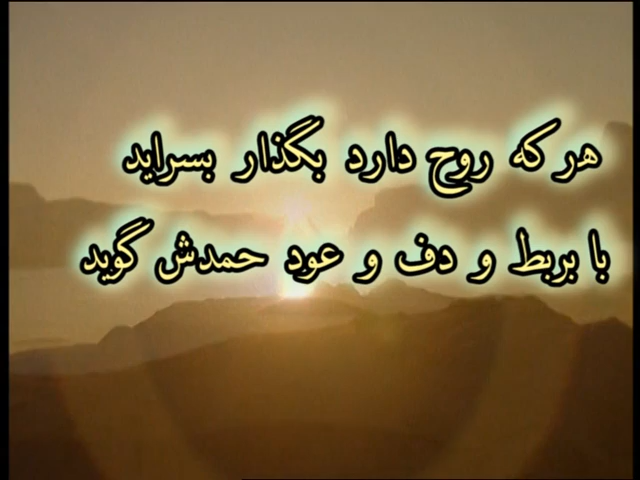 هر که روح دارد بگذار بسراید
با بربط و دف و عود حمدش گوید